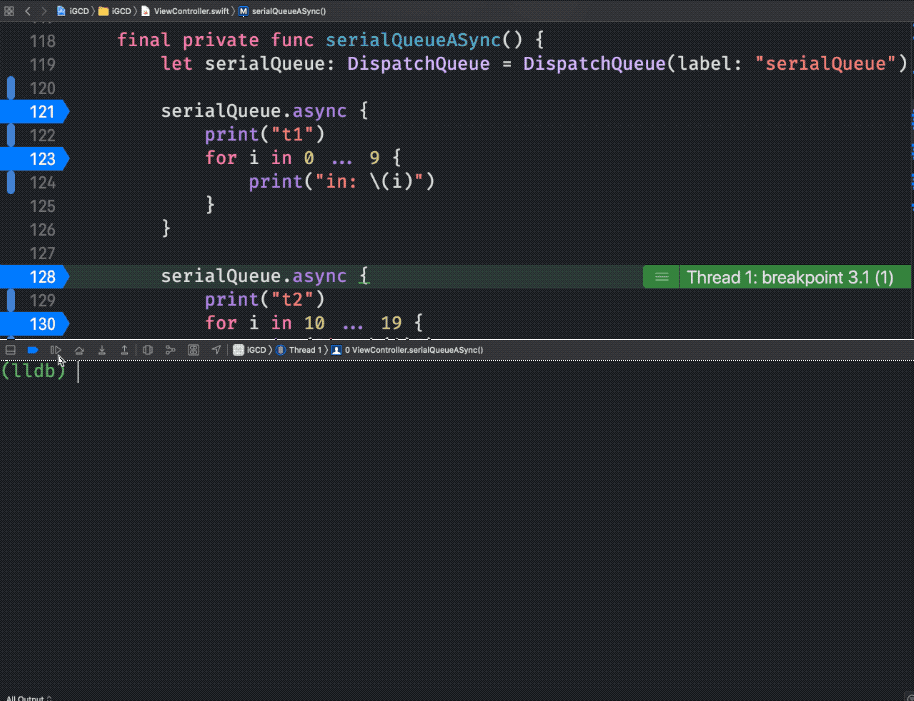 iGCD 〉 iGCD 〉 ViewController.swift 〉 M serialQueueASync()
118 final private func serialQueueASync() {
119 let serialQueue: DispatchQueue = DispatchQueue(label: "serialQueue")
120
121 serialQueue.async {
122 print("t1")
123 for i in 0 ... 9 {
124 print("in: \(i)")
125 }
126 }
127
128 serialQueue.async { Thread 1: breakpoint 3.1 (1)
129 print("t2")
130 for i in 10 ... 19 {
iGCD 〉 Thread 1 〉 0 ViewController.serialQueueASync()
(lldb)
All Output